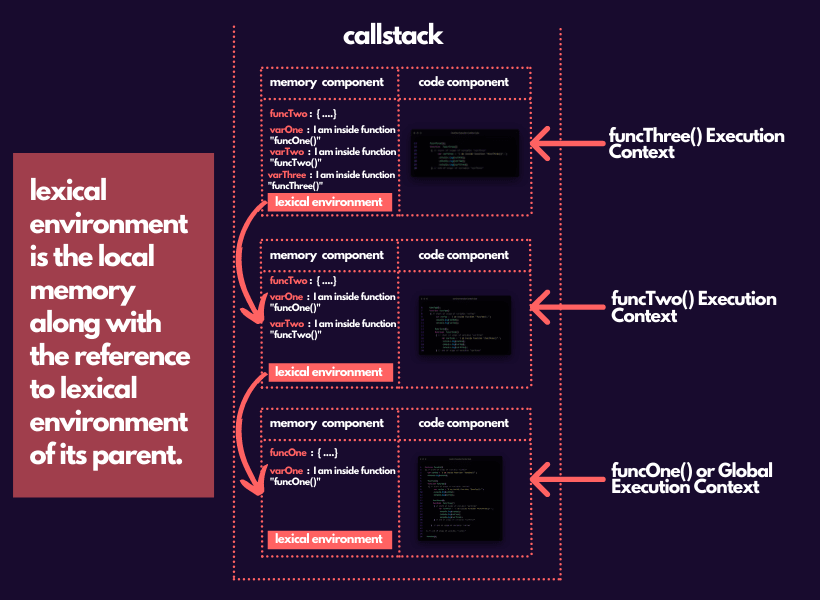 callstack
memory component
code component
funcTwo : {....}
varOne : I am inside function
"funcOne()"
varTwo : I am inside function
"funcTwo()"
varThree : I am inside function
"funcThree()"
lexical environment
funcThree() Execution
Context
lexical
environment
is the local
memory
along with
the reference
to lexical
environment
of its parent.
memory component
code component
funcTwo : {....}
varOne : I am inside function
"funcOne()"
varTwo : I am inside function
"funcTwo()"
lexical environment
funcTwo() Execution
Context
memory component
code component
funcOne : {....}
varOne : I am inside function
"funcOne()"
lexical environment
funcOne() or Global
Execution Context